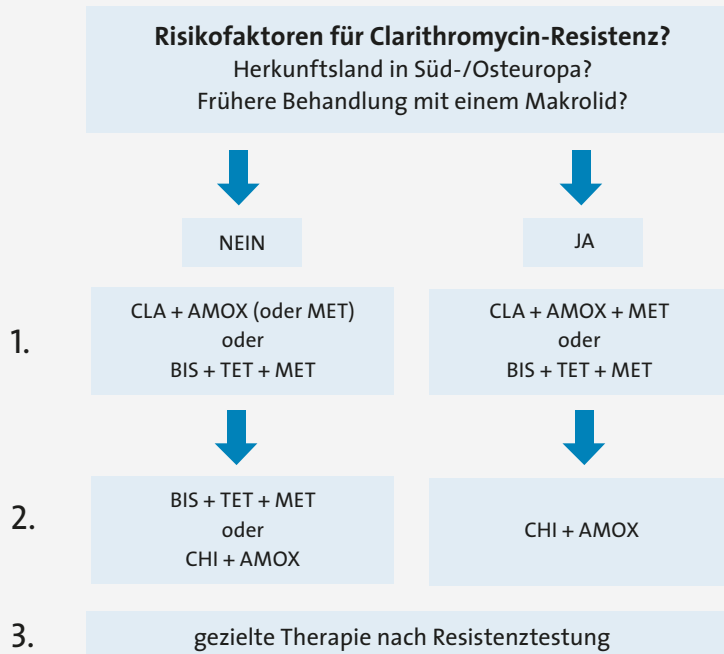 Risikofaktoren für Clarithromycin-Resistenz?
Herkunftsland in Süd-/Osteuropa?
Frühere Behandlung mit einem Makrolid?
NEIN
JA
1.
CLA + AMOX (oder MET)
oder
BIS + TET + MET
CLA + AMOX + MET
oder
BIS + TET + MET
2.
BIS + TET + MET
oder
CHI + AMOX
CHI + AMOX
3.
gezielte Therapie nach Resistenztestung